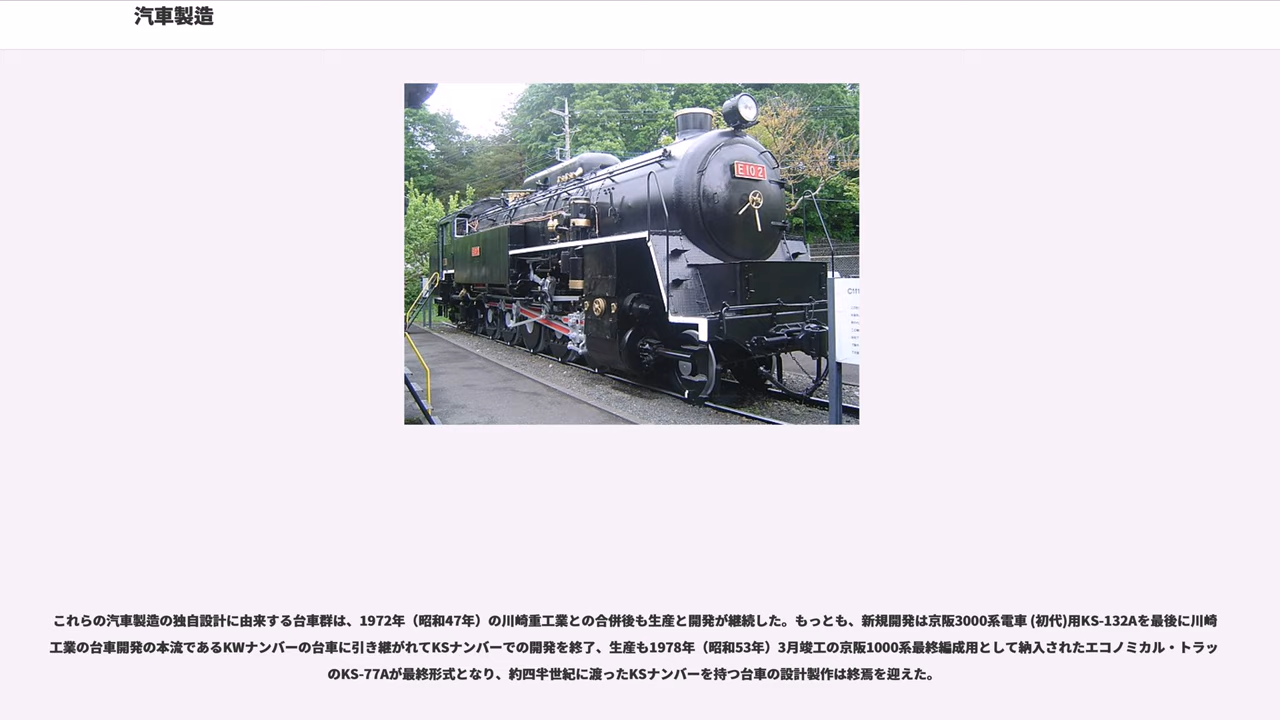 汽車製造
E10 2
C111
これらの汽車製造の独自設計に由来する台車群は、1972年（昭和47年）の川崎重工業との合併後も生産と開発が継続した。もっとも、新規開発は京阪3000系電車 (初代)用KS-132Aを最後に川崎
工業の台車開発の本流であるKWナンバーの台車に引き継がれてKSナンバーでの開発を終了、生産も1978年（昭和53年）3月竣工の京阪1000系最終編成用として納入されたエコノミカル・トラッ
のKS-77Aが最終形式となり、約四半世紀に渡ったKSナンバーを持つ台車の設計製作は終焉を迎えた。